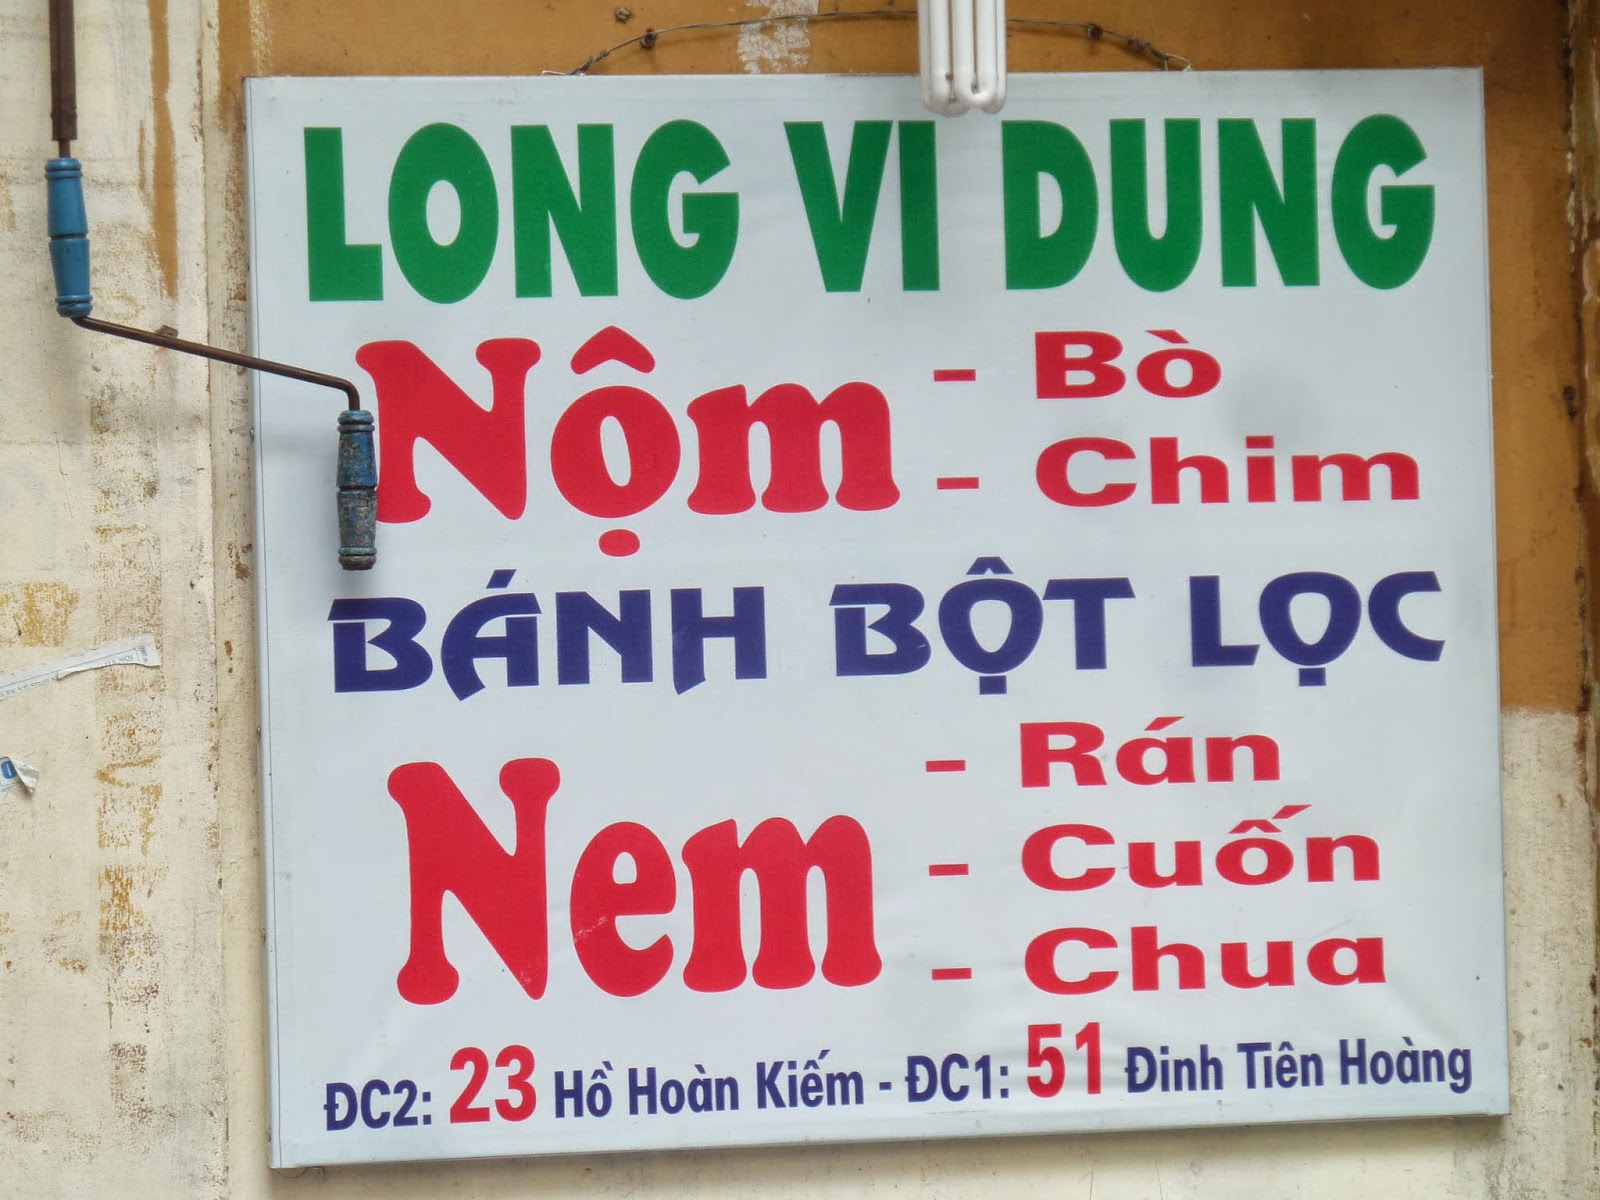 LONG VI DUNG
Nộm - Bò
- Chim
BÁNH BỘT LỌC
Nem - Rán
- Cuốn
- Chua
ĐC2: 23 Hồ Hoàn Kiếm - ĐC1: 51 Đinh Tiên Hoàng